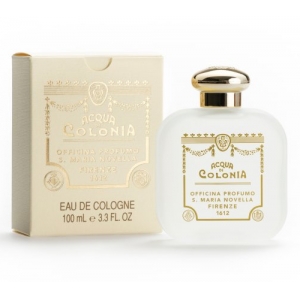 ACQUA
DI
COLONIA
OFFICINA PROFUMO
S. MARIA NOVELLA
FIRENZE
1612
EAU DE COLOGNE
100 mL e 3.3 FL. OZ
ACQUA
DI
COLONIA
OFFICINA PROFUMO
S. MARIA NOVELLA
FIRENZE
1612